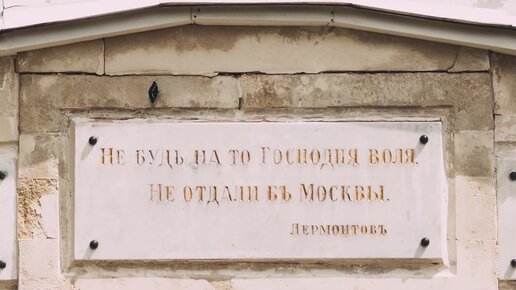 Не будь на то Господня воля,
Не отдали бъ Москвы.
Лермонтовъ